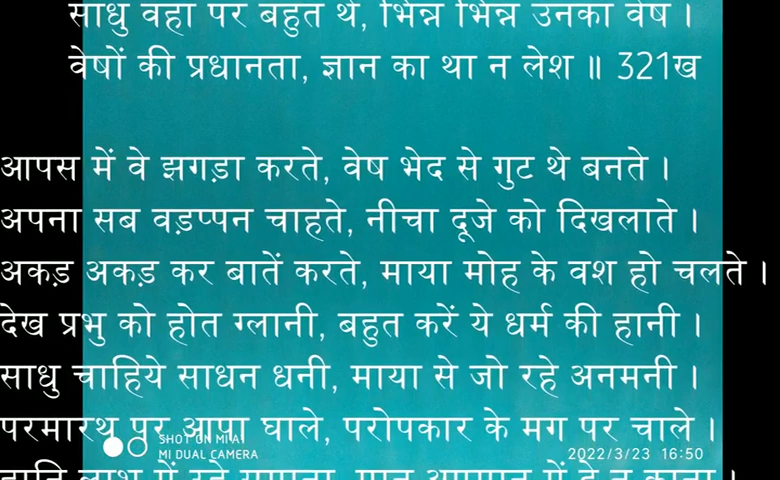 साधु वहा पर बहुत थे, भिन्न भिन्न उनका वेष ।
वेषों की प्रधानता, ज्ञान का था न लेश ॥ 321ख
आपस में वे झगड़ा करते, वेष भेद से गुट थे बनते ।
अपना सब वड़प्पन चाहते, नीचा दूजे को दिखलाते ।
अकड़ अकड़ कर बातें करते, माया मोह के वश हो चलते ।
देख प्रभु को होत ग्लानी, बहुत करें ये धर्म की हानी ।
साधु चाहिये साधन धनी, माया से जो रहे अनमनी ।
परमारथ पर आपा घाले, परोपकार के मग पर चाले ।
SHOT ON MI A1
MI DUAL CAMERA
2022/3/23 16:50